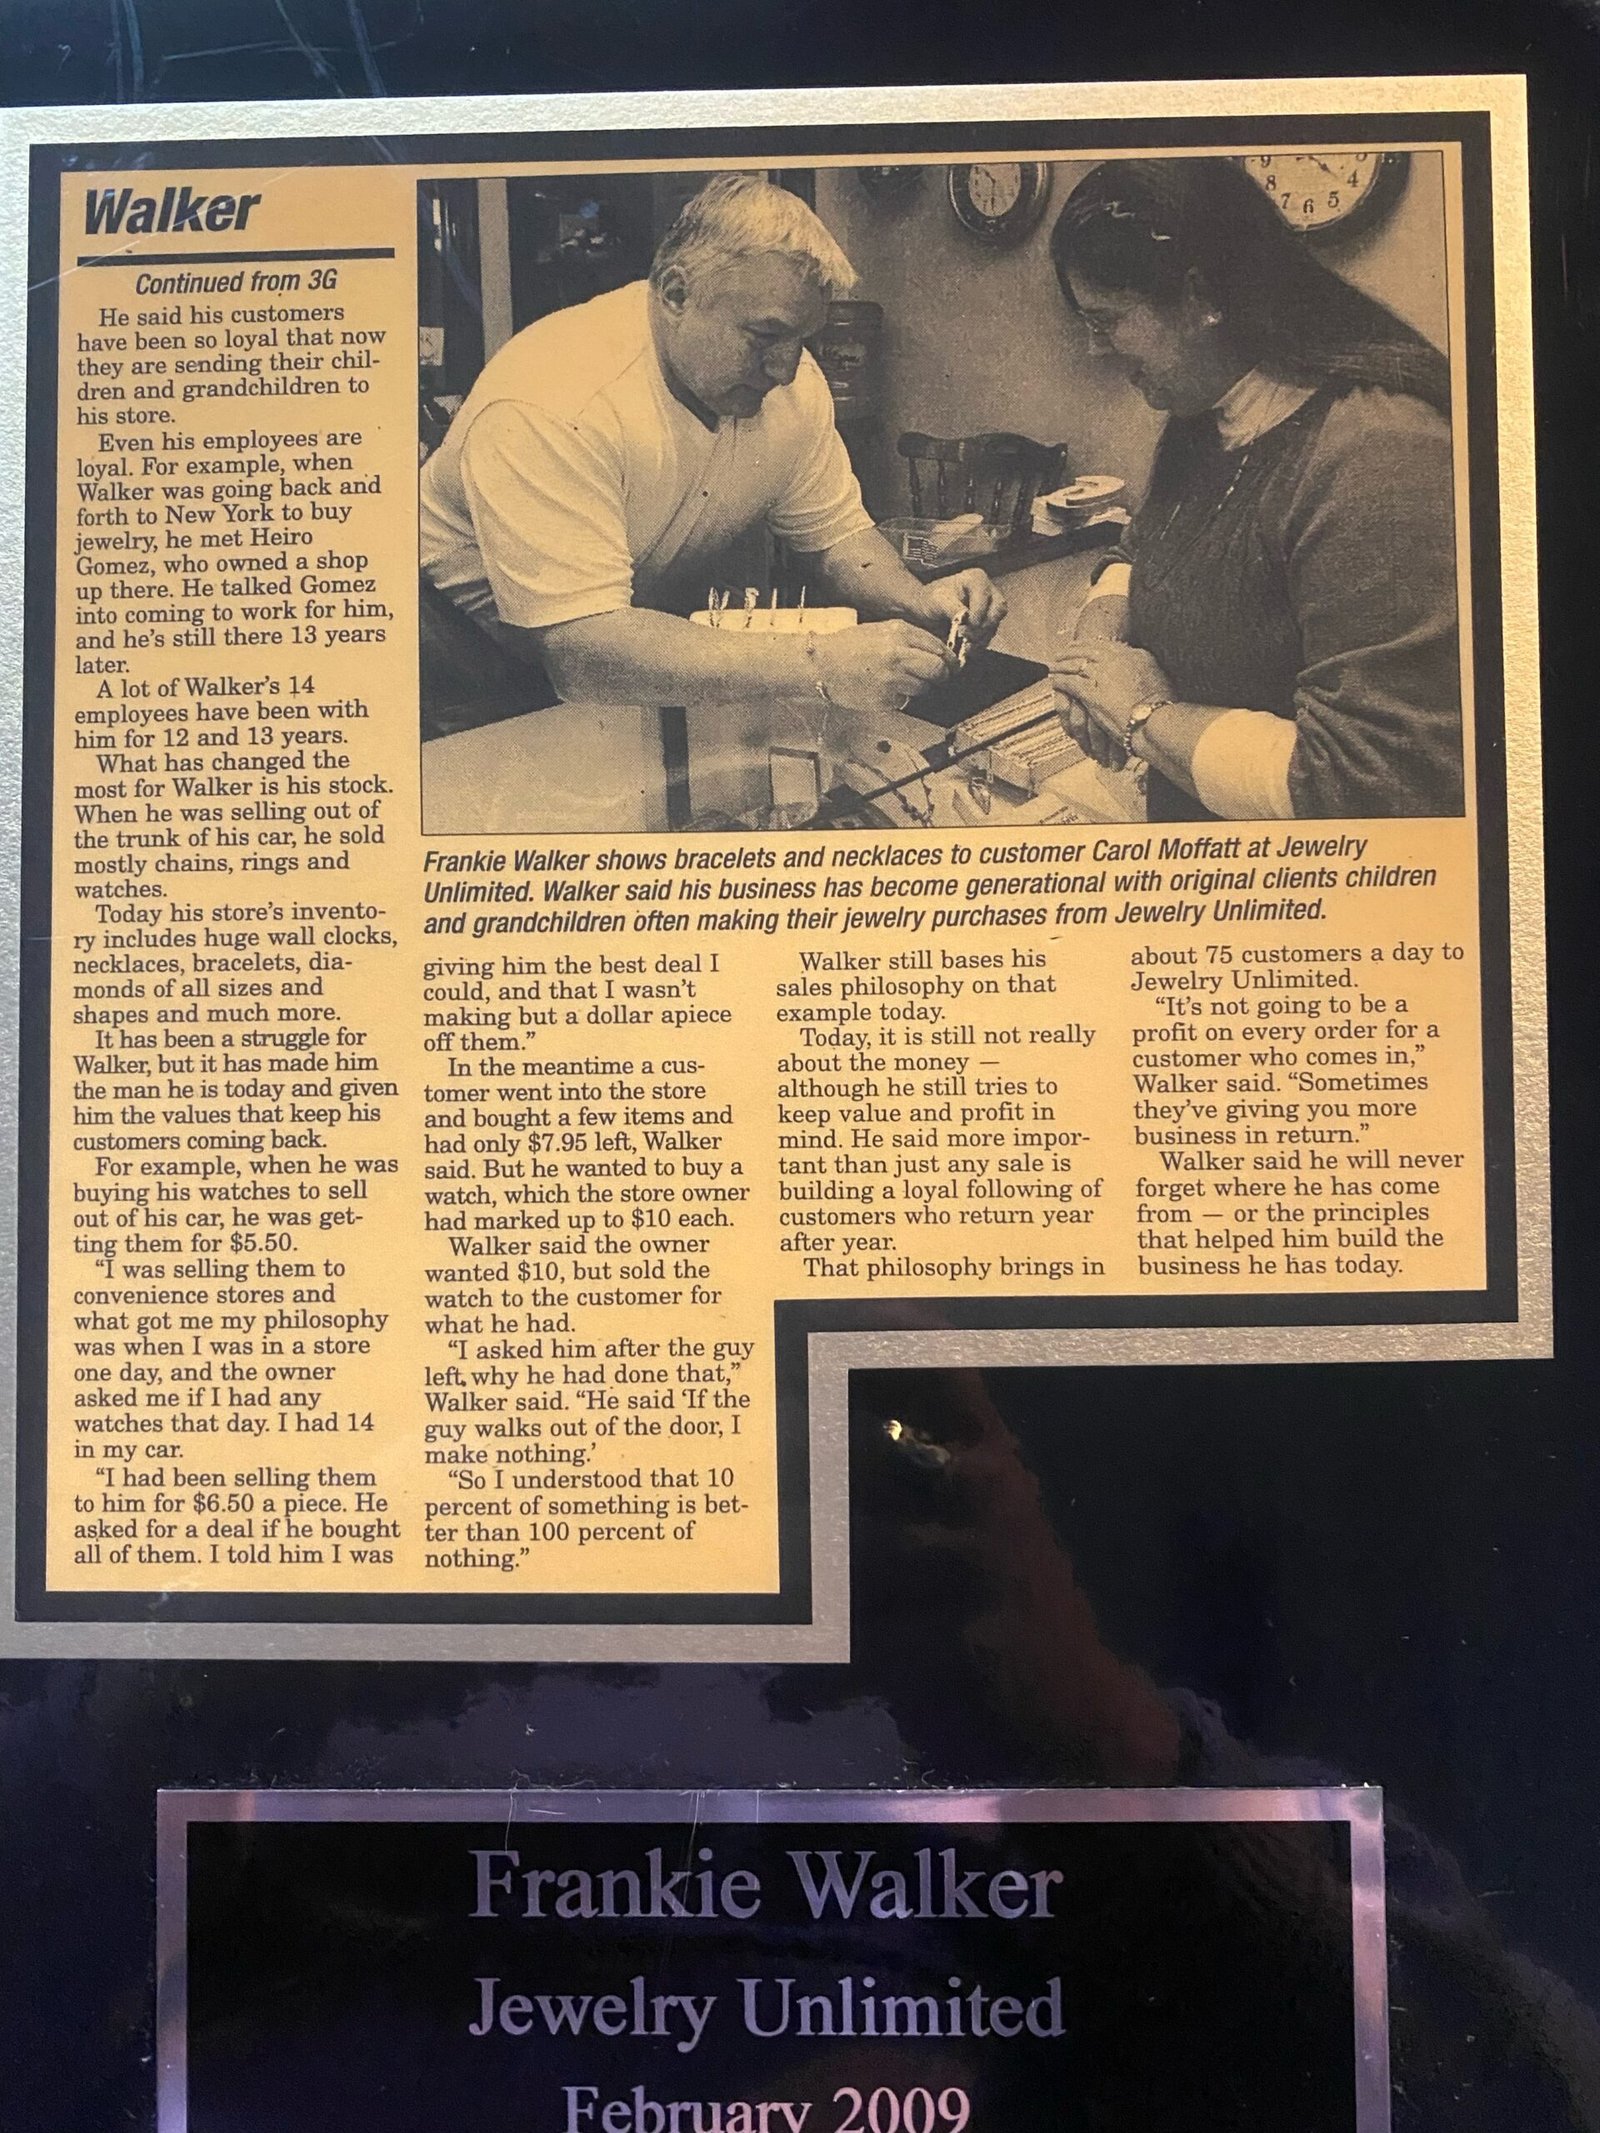 Walker
Continued from 3G
He said his customers
have been so loyal that now
they are sending their chil-
dren and grandchildren to
his store.
Even his employees are
loyal. For example, when
Walker was going back and
forth to New York to buy
jewelry, he met Heiro
Gomez, who owned a shop
up there. He talked Gomez
into coming to work for him,
and he's still there 13 years
later.
A lot of Walker's 14
employees have been with
him for 12 and 13 years.
What has changed the
most for Walker is his stock.
When he was selling out of
the trunk of his car, he sold
mostly chains, rings and
watches.
Today his store's invento-
ry includes huge wall clocks,
necklaces, bracelets, dia-
monds of all sizes and
shapes and much more.
It has been a struggle for
Walker, but it has made him
the man he is today and given
him the values that keep his
customers coming back.
For example, when he was
buying his watches to sell
out of his car, he was get-
ting them for $5.50.
“I was selling them to
convenience stores and
what got me my philosophy
was when I was in a store
one day, and the owner
asked me if I had any
watches that day. I had 14
in my car.
“I had been selling them
to him for $6.50 a piece. He
asked for a deal if he bought
all of them. I told him I was
9
8
7
6
5
4
Frankie Walker shows bracelets and necklaces to customer Carol Moffatt at Jewelry
Unlimited. Walker said his business has become generational with original clients children
and grandchildren often making their jewelry purchases from Jewelry Unlimited.
giving him the best deal I
could, and that I wasn't
making but a dollar apiece
off them.”
In the meantime a cus-
tomer went into the store
and bought a few items and
had only $7.95 left, Walker
said. But he wanted to buy a
watch, which the store owner
had marked up to $10 each.
Walker said the owner
wanted $10, but sold the
watch to the customer for
what he had.
“I asked him after the guy
left, why he had done that,”
Walker said. “He said ‘If the
guy walks out of the door, I
make nothing.’
“So I understood that 10
percent of something is bet-
ter than 100 percent of
nothing.”
Walker still bases his
sales philosophy on that
example today.
Today, it is still not really
about the money —
although he still tries to
keep value and profit in
mind. He said more impor-
tant than just any sale is
building a loyal following of
customers who return year
after year.
That philosophy brings in
about 75 customers a day to
Jewelry Unlimited.
“It's not going to be a
profit on every order for a
customer who comes in,”
Walker said. “Sometimes
they've giving you more
business in return.”
Walker said he will never
forget where he has come
from — or the principles
that helped him build the
business he has today.
Frankie Walker
Jewelry Unlimited
February 2009